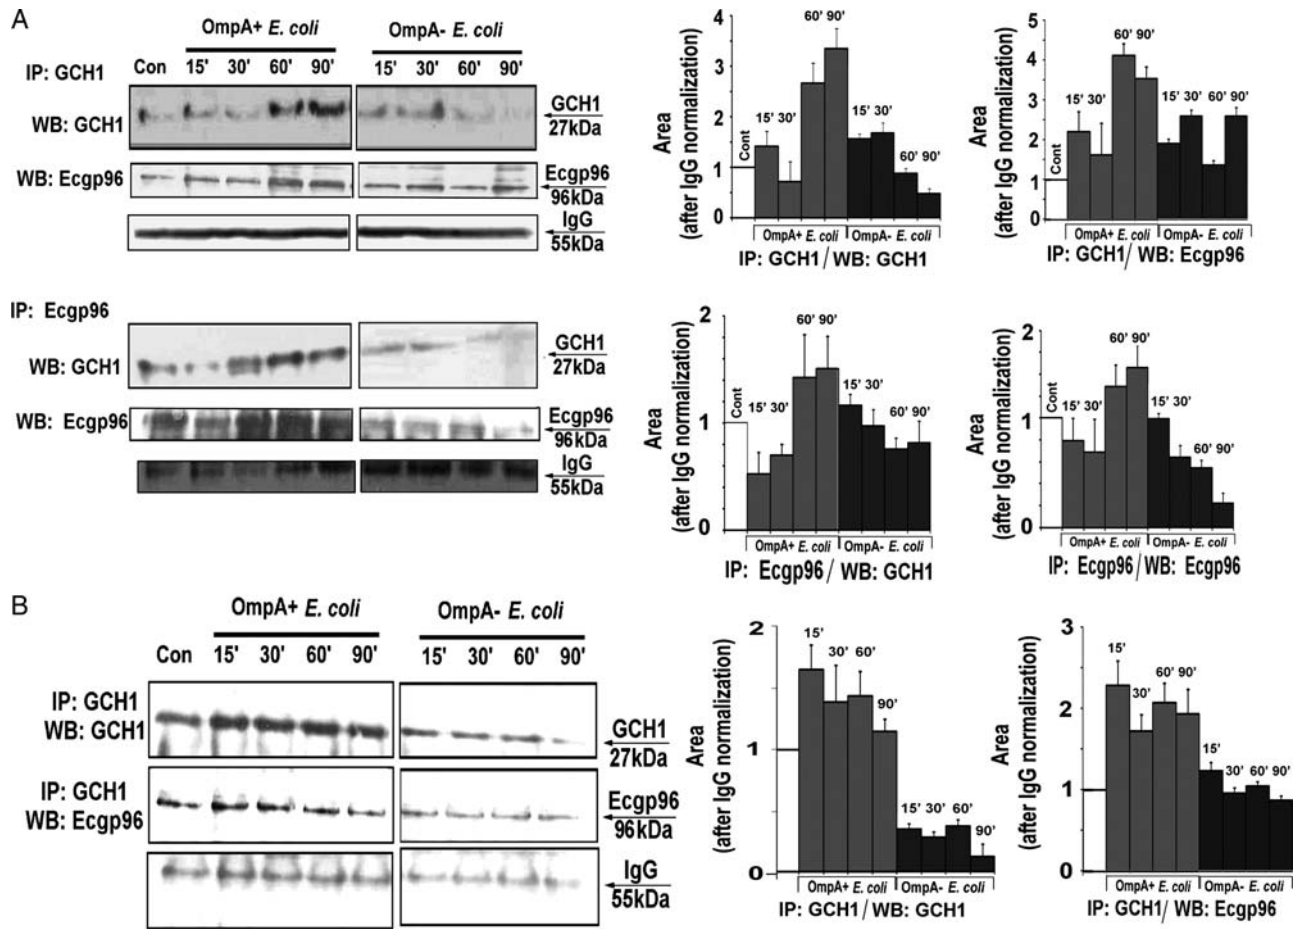 A
OmpA+ E. coli
OmpA- E. coli
IP: GCH1
Con 15' 30' 60' 90'
15' 30' 60' 90'
WB: GCH1
GCH1
27kDa
WB: Ecgp96
Ecgp96
96kDa
IgG
55kDa
IP: Ecgp96
WB: GCH1
GCH1
27kDa
WB: Ecgp96
Ecgp96
96kDa
IgG
55kDa
Area
(after IgG normalization)
4
3
2
1
0
Cont
15' 30' 60' 90' 15' 30' 60' 90'
OmpA+ E. coli OmpA- E. coli
IP: GCH1 / WB: GCH1
Area
(after IgG normalization)
5
4
3
2
1
0
Cont
15' 30' 60' 90' 15' 30' 60' 90'
OmpA+ E. coli OmpA- E. coli
IP: GCH1 / WB: Ecgp96
Area
(after IgG normalization)
2
1
0
Cont
15' 30' 60' 90' 15' 30' 60' 90'
OmpA+ E. coli OmpA- E. coli
IP: Ecgp96 / WB: GCH1
Area
(after IgG normalization)
2
1
0
Cont
15' 30' 60' 90' 15' 30' 60' 90'
OmpA+ E. coli OmpA- E. coli
IP: Ecgp96 / WB: Ecgp96
B
OmpA+ E. coli
OmpA- E. coli
Con 15' 30' 60' 90'
15' 30' 60' 90'
IP: GCH1
WB: GCH1
GCH1
27kDa
IP: GCH1
WB: Ecgp96
Ecgp96
96kDa
IgG
55kDa
Area
(after IgG normalization)
2
1
0
15' 30' 60' 90' 15' 30' 60' 90'
OmpA+ E. coli OmpA- E. coli
IP: GCH1 / WB: GCH1
Area
(after IgG normalization)
3
2
1
0
15' 30' 60' 90' 15' 30' 60' 90'
OmpA+ E. coli OmpA- E. coli
IP: GCH1 / WB: Ecgp96